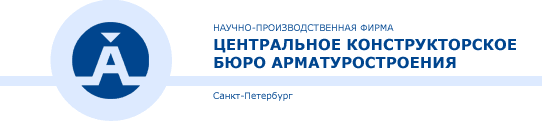 НАУЧНО-ПРОИЗВОДСТВЕННАЯ ФИРМА
ЦЕНТРАЛЬНОЕ КОНСТРУКТОРСКОЕ
БЮРО АРМАТУРОСТРОЕНИЯ
Санкт-Петербург